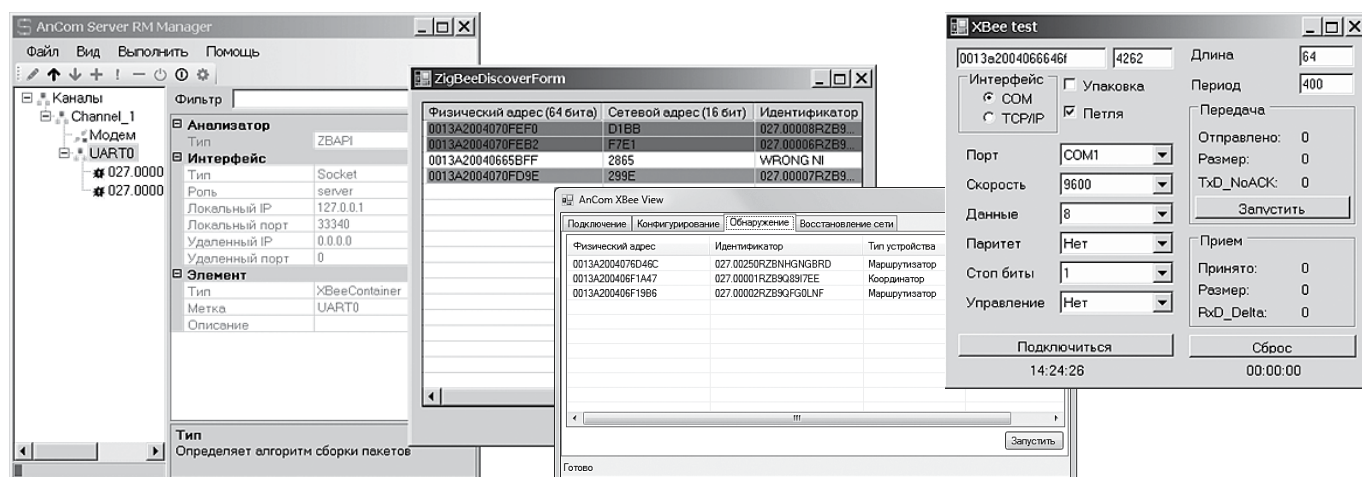 AnCom Server RM Manager
Файл Вид Выполнить Помощь
Каналы
Channel_1
Модем
UART0
027.0000
027.0000
Фильтр
Анализатор
Тип ZBAPI
Интерфейс
Тип Socket
Роль server
Локальный IP 127.0.0.1
Локальный порт 33340
Удаленный IP 0.0.0.0
Удаленный порт 0
Элемент
Тип XBeeContainer
Метка UART0
Описание
Тип
Определяет алгоритм сборки пакетов
ZigBeeDiscoverForm
Физический адрес (64 бита) Сетевой адрес (16 бит) Идентификатор
0013A2004070FEF0 D1BB 027.00008RZB9...
0013A2004070FEB2 F7E1 027.00006RZB9...
0013A20040665BFF 2865 WRONG NI
0013A2004070FD9E 299E 027.00007RZB9...
AnCom XBee View
Подключение Конфигурирование Обнаружение Восстановление сети
Физический адрес Идентификатор Тип устройства
0013A2004076D46C 027.00250RZBNHGNGBRD Маршрутизатор
0013A200406F1A47 027.00001RZB9Q89I7EE Координатор
0013A200406F19B6 027.00002RZB9QFG0LNF Маршрутизатор
Запустить
Готово
XBee test
0013a2004066646f 4262
Интерфейс
COM
TCP/IP
Упаковка
Петля
Порт COM1
Скорость 9600
Данные 8
Паритет Нет
Стоп биты 1
Управление Нет
Подключиться
14:24:26
Длина 64
Период 400
Передача
Отправлено: 0
Размер: 0
TxD_NoACK: 0
Запустить
Прием
Принято: 0
Размер: 0
RxD_Delta: 0
Сброс
00:00:00